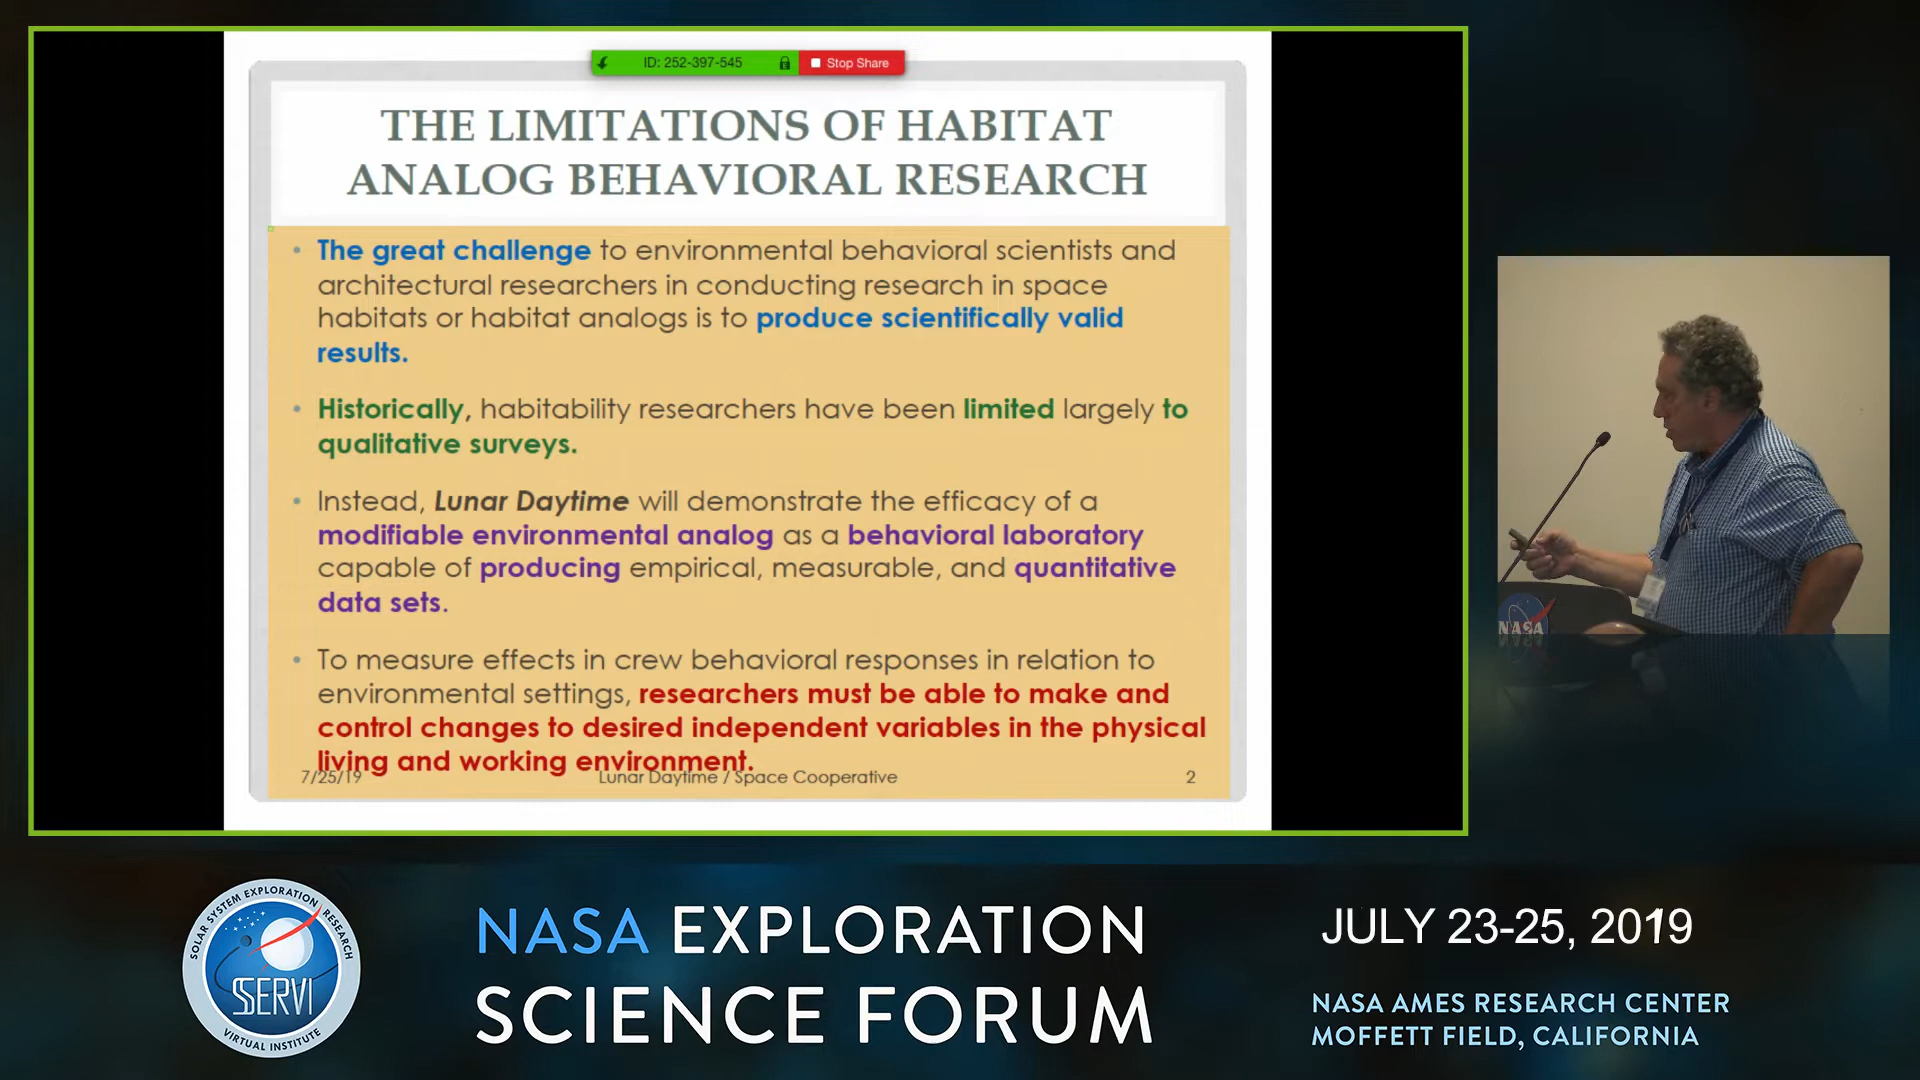 ID: 252-397-545
Stop Share
THE LIMITATIONS OF HABITAT
ANALOG BEHAVIORAL RESEARCH
• The great challenge to environmental behavioral scientists and
architectural researchers in conducting research in space
habitats or habitat analogs is to produce scientifically valid
results.
• Historically, habitability researchers have been limited largely to
qualitative surveys.
• Instead, Lunar Daytime will demonstrate the efficacy of a
modifiable environmental analog as a behavioral laboratory
capable of producing empirical, measurable, and quantitative
data sets.
• To measure effects in crew behavioral responses in relation to
environmental settings, researchers must be able to make and
control changes to desired independent variables in the physical
living and working environment.
7/25/19
Lunar Daytime / Space Cooperative
2
NASA
SOLAR SYSTEM EXPLORATION RESEARCH
SSERVI
VIRTUAL INSTITUTE
NASA EXPLORATION
SCIENCE FORUM
JULY 23-25, 2019
NASA AMES RESEARCH CENTER
MOFFETT FIELD, CALIFORNIA